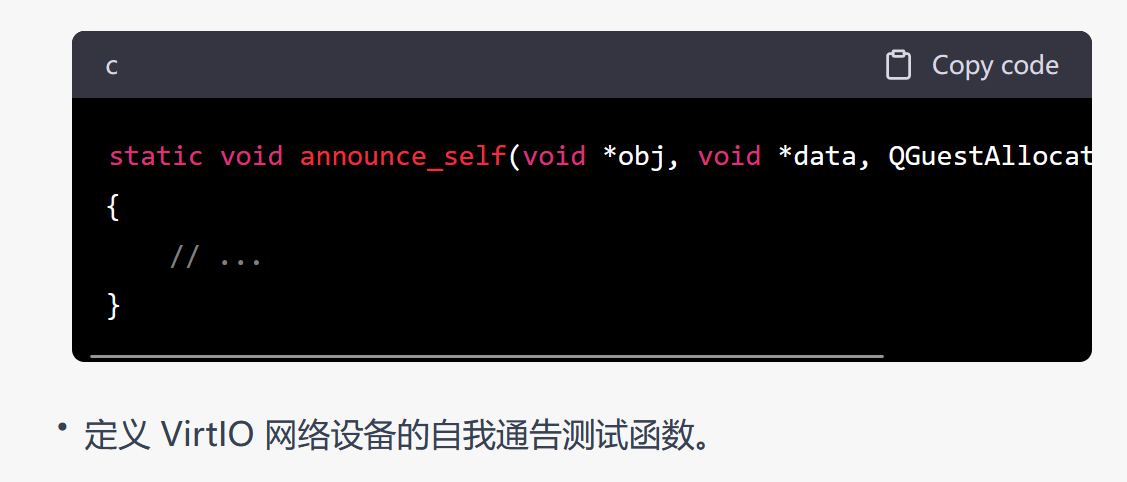 c
Copy code
static void announce_self(void *obj, void *data, QGuestAllocat
{
// ...
}
• 定义 VirtIO 网络设备的自我通告测试函数。